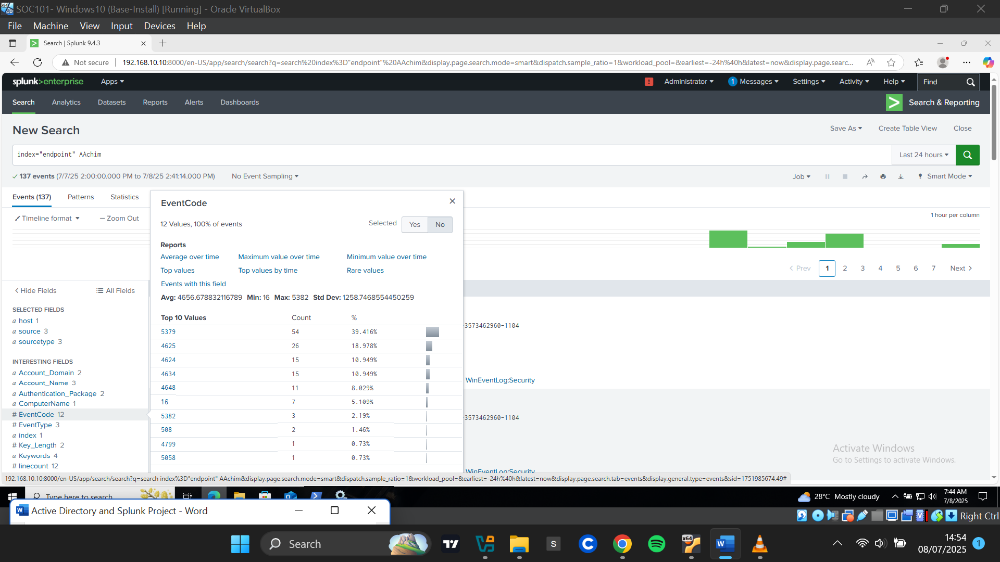 SOC101- Windows10 (Base-Install) [Running] - Oracle VirtualBox
File Machine View Input Devices Help
Search | Splunk 9.4.3
Not secure 192.168.10.10:8000/en-US/app/search/search?q=search%20index%3D"endpoint"%20AAchim&display.page.search.mode=smart&dispatch.sample_ratio=1&workload_pool=&earliest=-24h%40h&latest=now&display.page.searc...
splunk>enterprise Apps Administrator 1 Messages Settings Activity Help Find
Search Analytics Datasets Reports Alerts Dashboards Search & Reporting
New Search Save As Create Table View Close
index="endpoint" AAchim Last 24 hours
137 events (7/7/25 2:00:00.000 PM to 7/8/25 2:41:14.000 PM) No Event Sampling Job Smart Mode
Events (137) Patterns Statistics
Timeline format Zoom Out 1 hour per column
< Prev 1 2 3 4 5 6 7 Next >
EventCode
12 Values, 100% of events Selected Yes No
Reports
Average over time Maximum value over time Minimum value over time
Top values Top values by time Rare values
Events with this field
Avg: 4656.678832116789 Min: 16 Max: 5382 Std Dev: 1258.7468554450259
Top 10 Values Count %
5379 54 39.416%
4625 26 18.978%
4624 15 10.949%
4634 15 10.949%
4648 11 8.029%
16 7 5.109%
5382 3 2.19%
508 2 1.46%
4799 1 0.73%
5058 1 0.73%
< Hide Fields All Fields
SELECTED FIELDS
a host 1
a source 3
a sourcetype 3
INTERESTING FIELDS
a Account_Domain 2
a Account_Name 3
a Authentication_Package 2
a ComputerName 1
# EventCode 12
# EventType 3
a index 1
# Key_Length 2
a Keywords 4
# linecount 12
-3573462960-1104
WinEventLog:Security
-3573462960-1104
WinEventLog:Security
Activate Windows
Go to Settings to activate Windows.
192.168.10.10:8000/en-US/app/search/search?q=search index%3D"endpoint" AAchim&display.page.search.mode=smart&dispatch.sample_ratio=1&workload_pool=&earliest=-24h%40h&latest=now&display.page.search.tab=events&display.general.type=events&sid=1751985674.49#
Type here to search 28°C Mostly cloudy 7:44 AM
7/8/2025
Active Directory and Splunk Project - Word
Right Ctrl
Search
14:54
08/07/2025 1